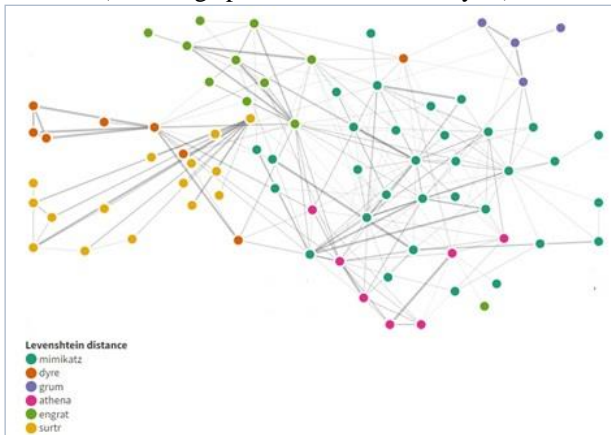 Levenshtein distance
mimikatz
dyre
grum
athena
engrat
surtr